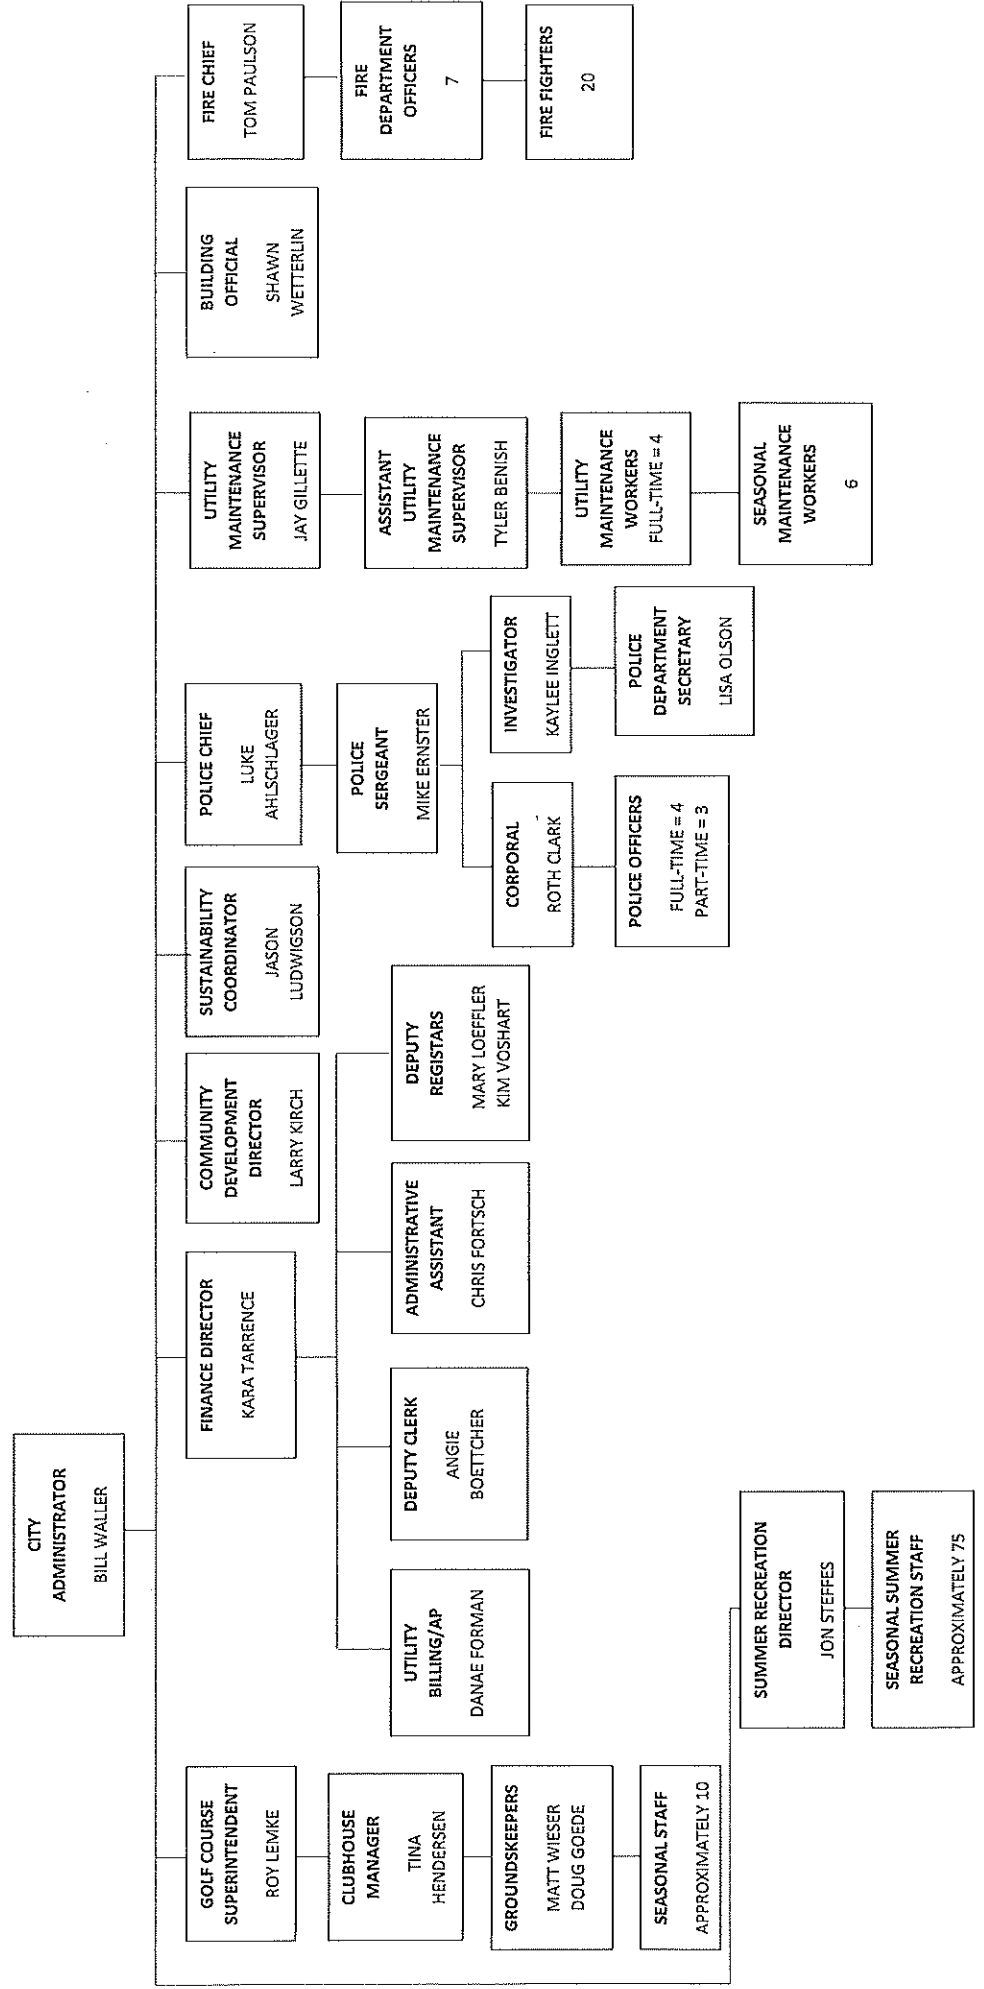 CITY
ADMINISTRATOR
BILL WALLER
GOLF COURSE
SUPERINTENDENT
ROY LEMKE
CLUBHOUSE
MANAGER
TINA
HENDERSEN
GROUNDSKEEPERS
MATT WIESER
DOUG GOEDE
SEASONAL STAFF
APPROXIMATELY 10
SUMMER RECREATION
DIRECTOR
JON STEFFES
SEASONAL SUMMER
RECREATION STAFF
APPROXIMATELY 75
FINANCE DIRECTOR
KARA TARRENCE
UTILITY
BILLING/AP
DANAE FORMAN
DEPUTY CLERK
ANGIE
BOETTCHER
ADMINISTRATIVE
ASSISTANT
CHRIS FORTSCH
DEPUTY
REGISTARS
MARY LOEFFLER
KIM VOSHART
COMMUNITY
DEVELOPMENT
DIRECTOR
LARRY KIRCH
SUSTAINABILITY
COORDINATOR
JASON
LUDWIGSON
POLICE CHIEF
LUKE
AHLSCHLAGER
POLICE
SERGEANT
MIKE ERNSTER
CORPORAL
ROTH CLARK
POLICE OFFICERS
FULL-TIME = 4
PART-TIME = 3
INVESTIGATOR
KAYLEE INGLETT
POLICE
DEPARTMENT
SECRETARY
LISA OLSON
UTILITY
MAINTENANCE
SUPERVISOR
JAY GILLETTE
ASSISTANT
UTILITY
MAINTENANCE
SUPERVISOR
TYLER BENISH
UTILITY
MAINTENANCE
WORKERS
FULL-TIME = 4
SEASONAL
MAINTENANCE
WORKERS
6
BUILDING
OFFICIAL
SHAWN
WETTERLIN
FIRE CHIEF
TOM PAULSON
FIRE
DEPARTMENT
OFFICERS
7
FIRE FIGHTERS
20